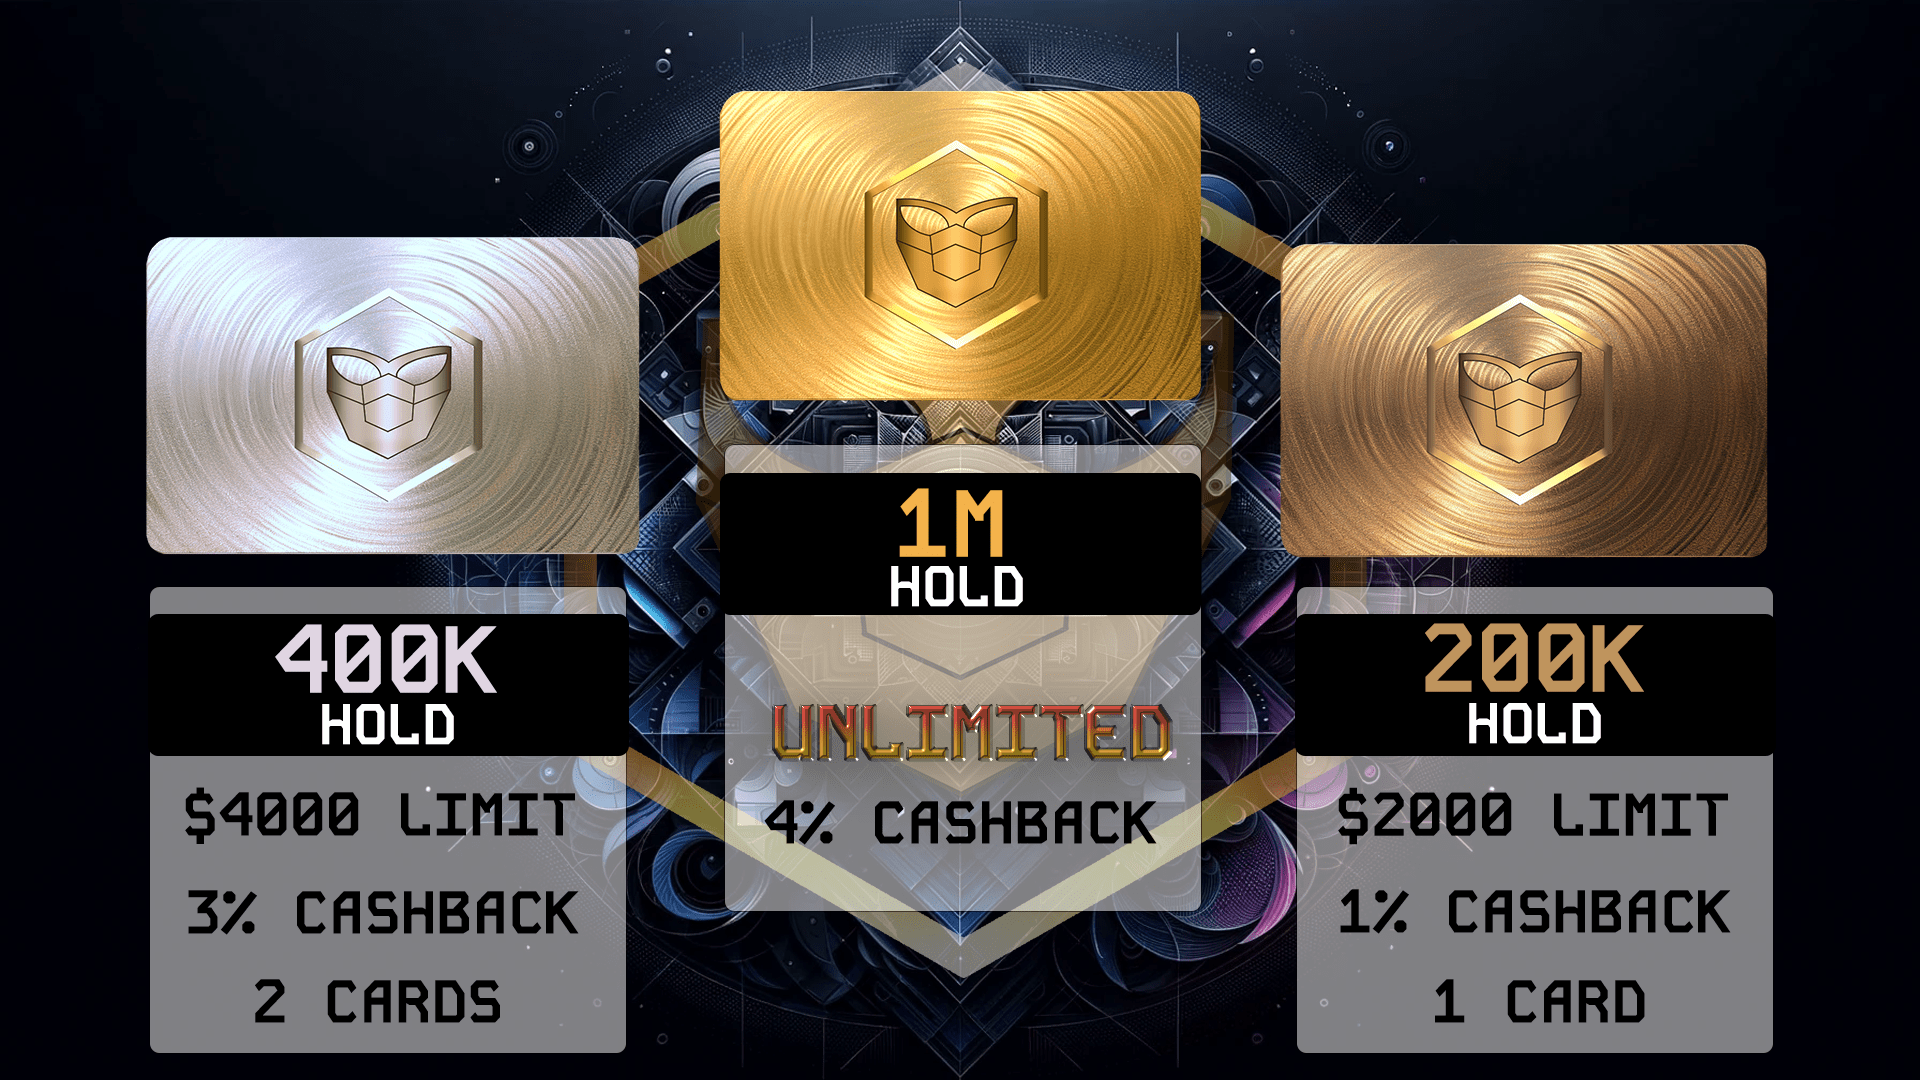 400K
HOLD
$4000 LIMIT
3% CASHBACK
2 CARDS
1M
HOLD
UNLIMITED
4% CASHBACK
200K
HOLD
$2000 LIMIT
1% CASHBACK
1 CARD